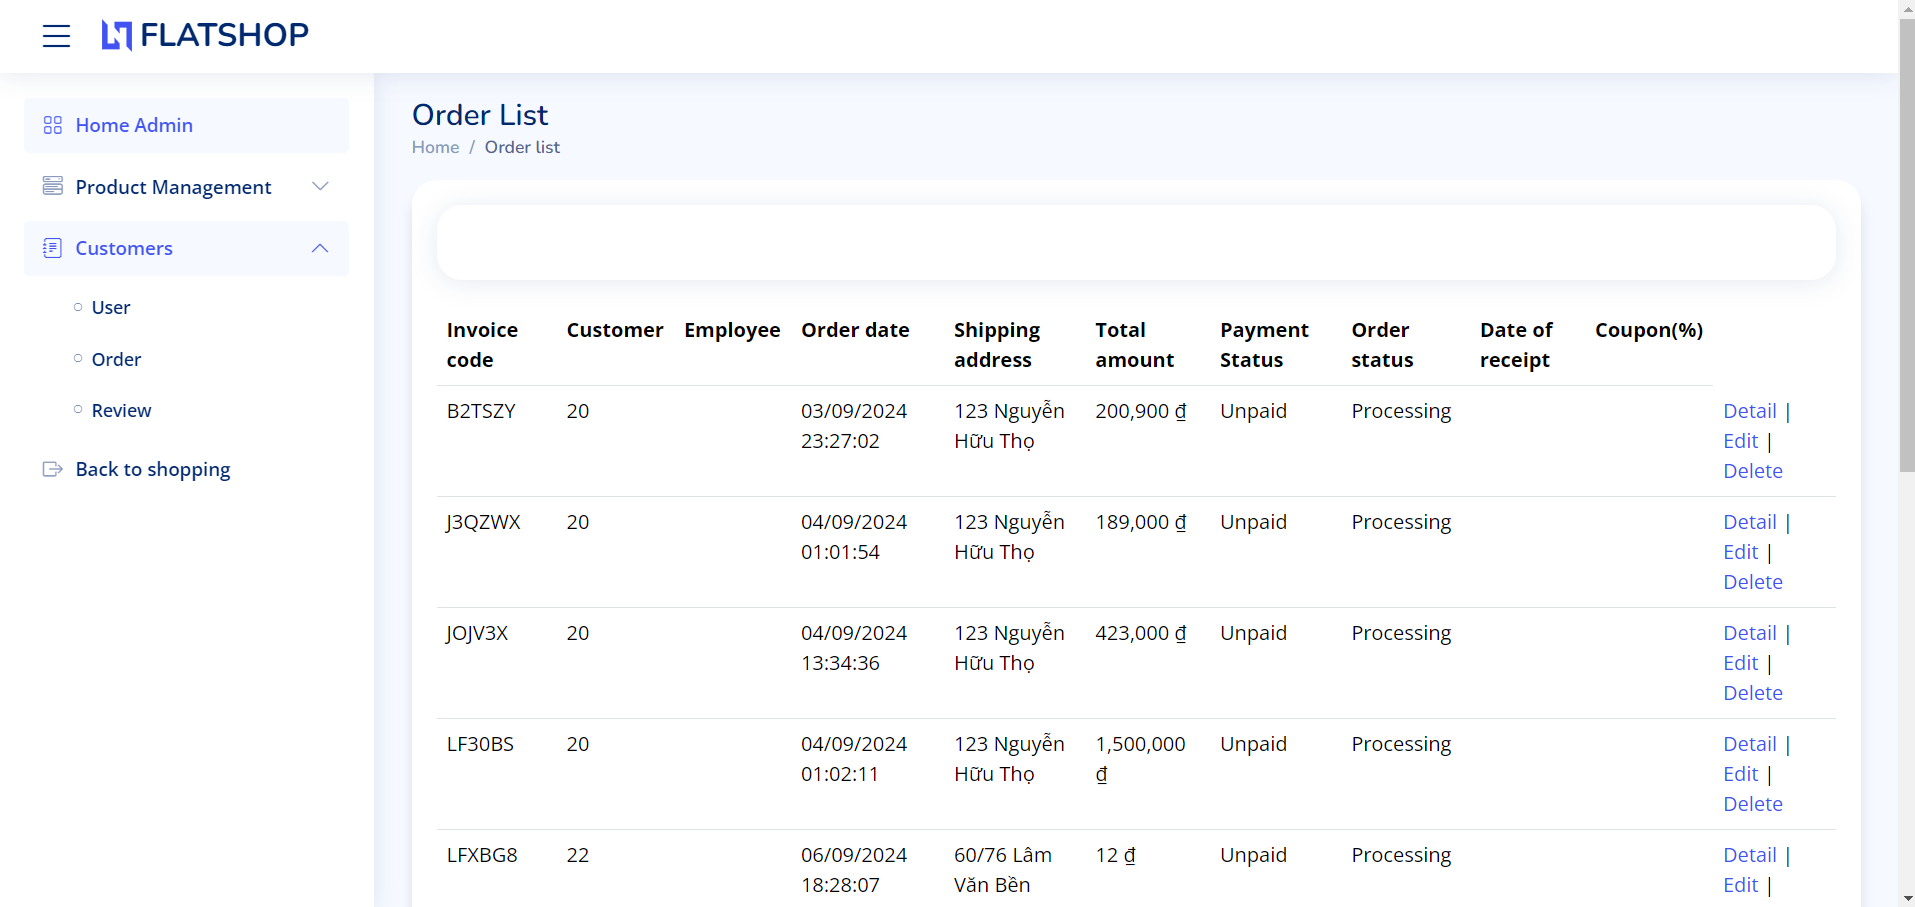 FLATSHOP
Home Admin
Product Management
Customers
User
Order
Review
Back to shopping
Order List
Home / Order list
Invoice code Customer Employee Order date Shipping address Total amount Payment Status Order status Date of receipt Coupon(%)
B2TSZY 20 03/09/2024 23:27:02 123 Nguyễn Hữu Thọ 200,900 ₫ Unpaid Processing Detail | Edit | Delete
J3QZWX 20 04/09/2024 01:01:54 123 Nguyễn Hữu Thọ 189,000 ₫ Unpaid Processing Detail | Edit | Delete
JOJV3X 20 04/09/2024 13:34:36 123 Nguyễn Hữu Thọ 423,000 ₫ Unpaid Processing Detail | Edit | Delete
LF30BS 20 04/09/2024 01:02:11 123 Nguyễn Hữu Thọ 1,500,000 ₫ Unpaid Processing Detail | Edit | Delete
LFXBG8 22 06/09/2024 18:28:07 60/76 Lâm Văn Bền 12 ₫ Unpaid Processing Detail | Edit |